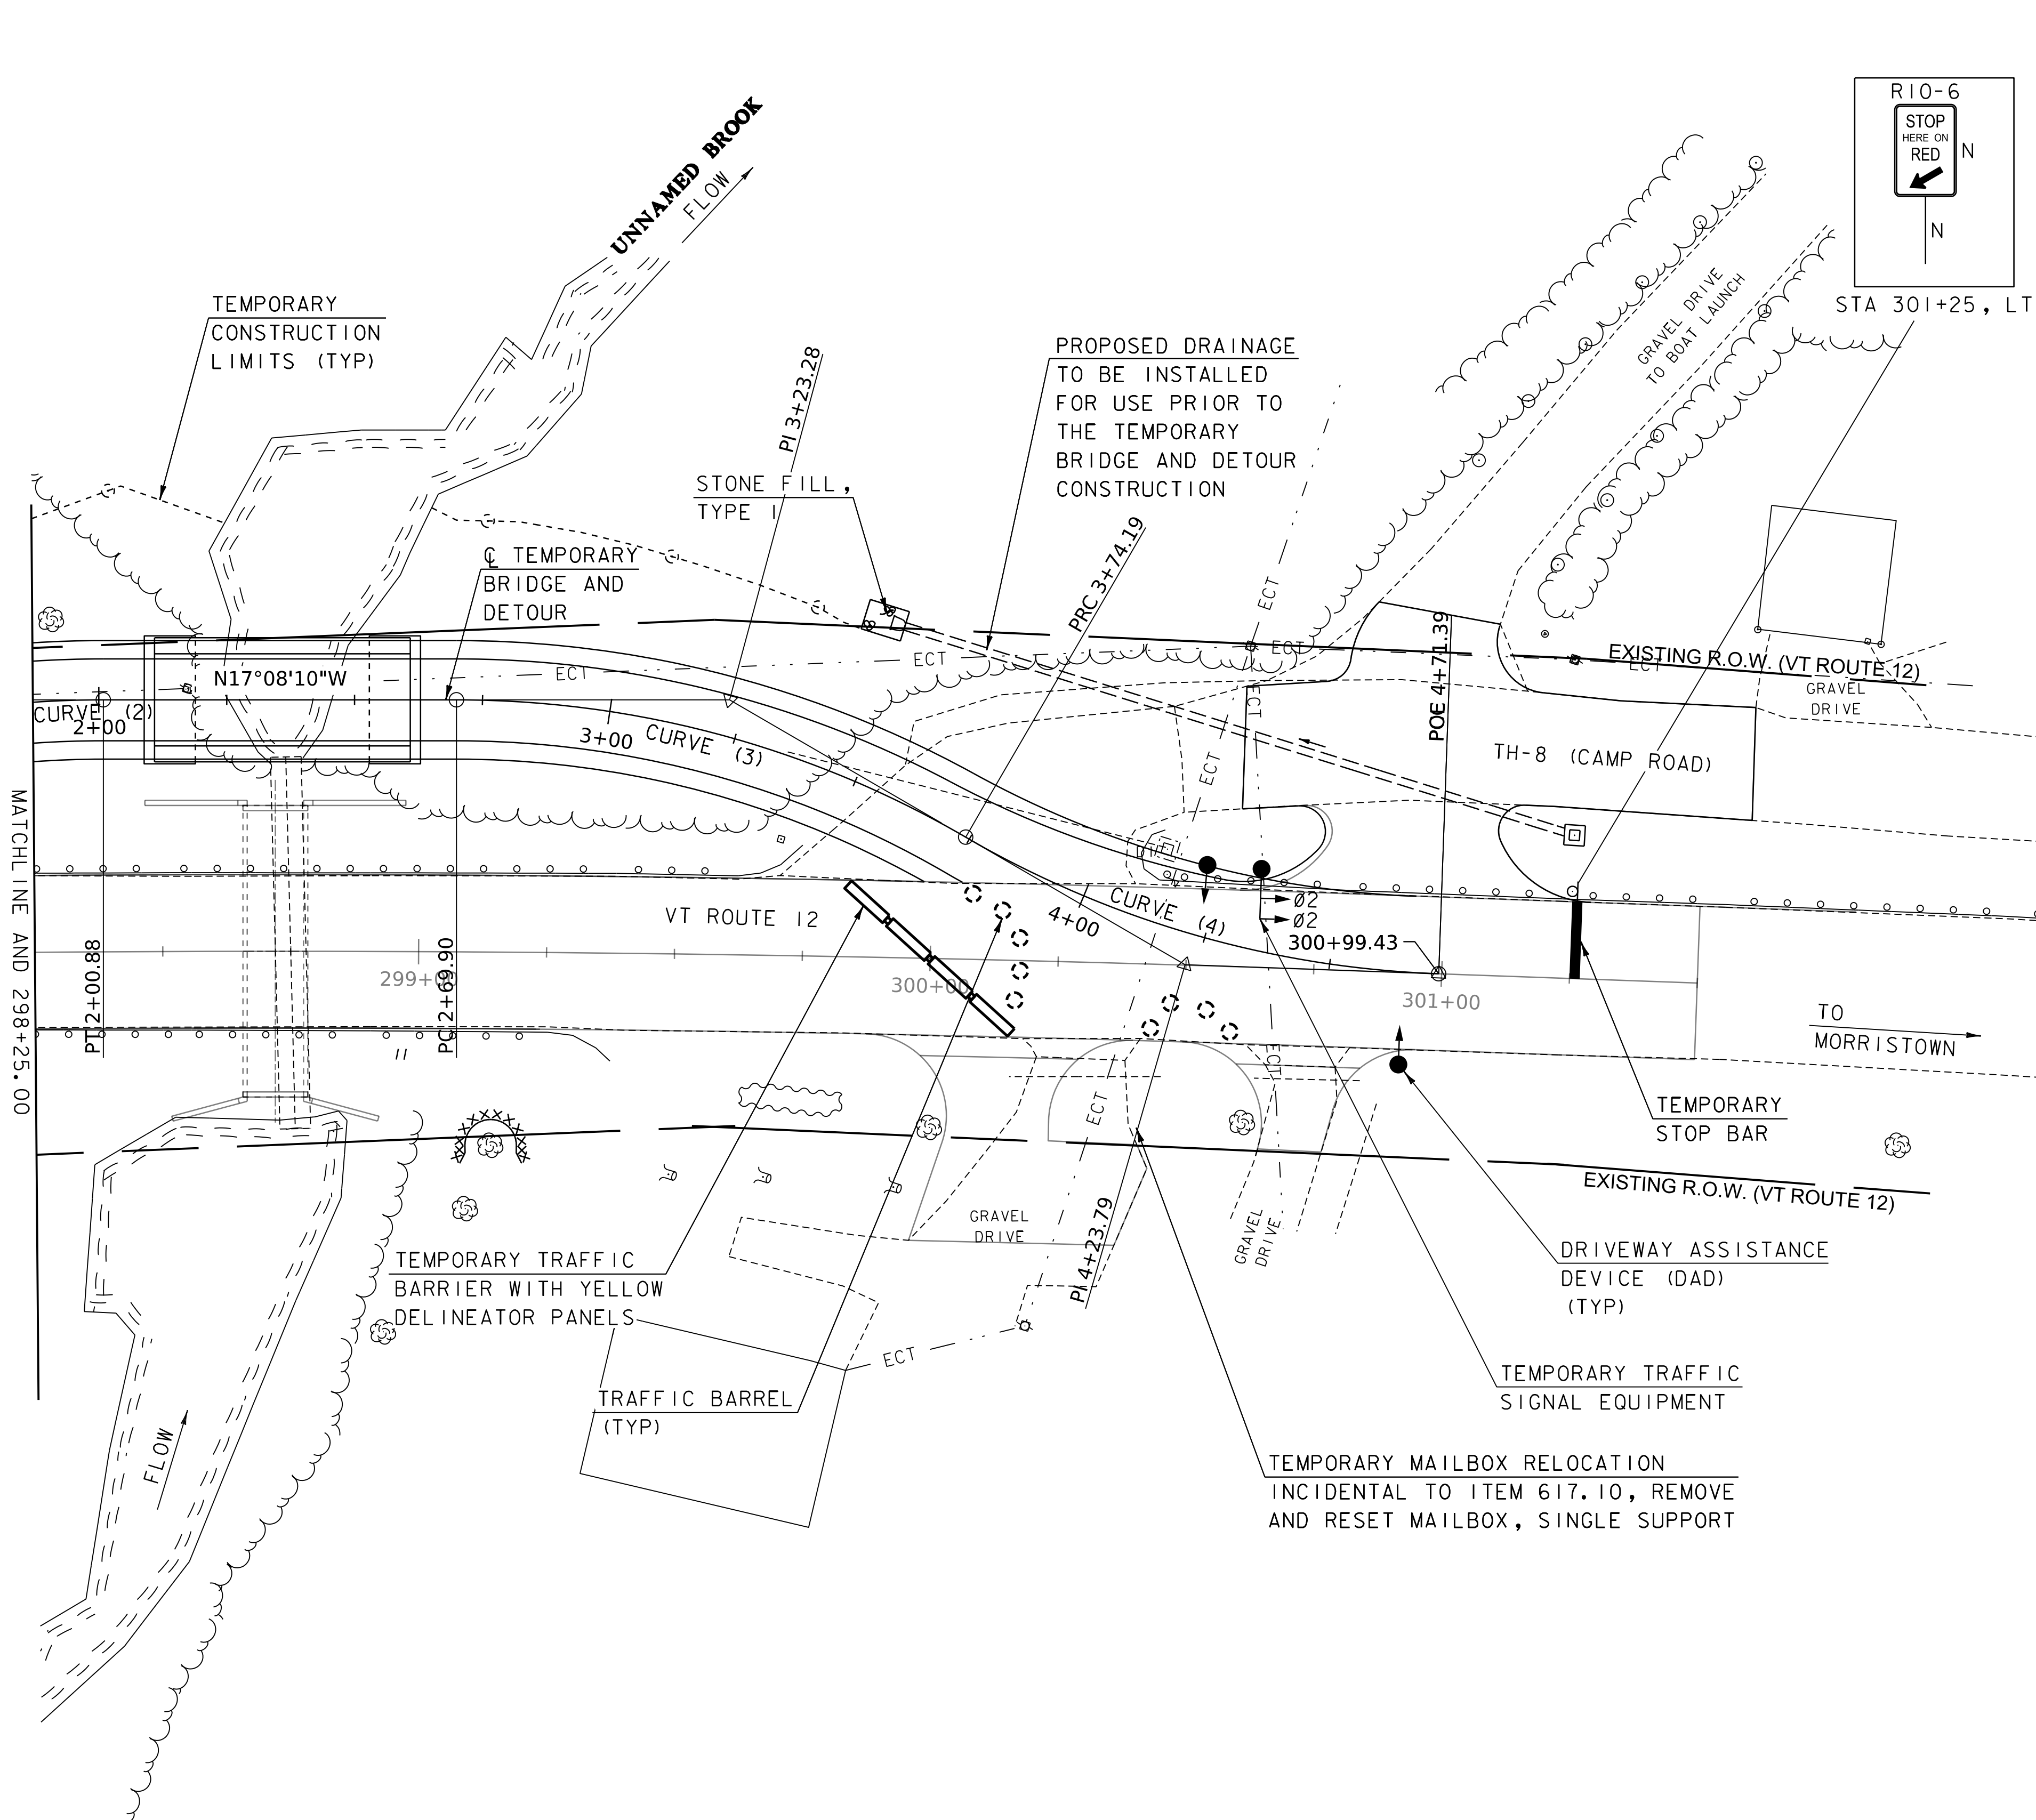 R10-6
STOP
HERE ON
RED
N
N
STA 301+25, LT
UNNAMED BROOK
FLOW
TEMPORARY
CONSTRUCTION
LIMITS (TYP)
PI 3+23.28
PROPOSED DRAINAGE
TO BE INSTALLED
FOR USE PRIOR TO
THE TEMPORARY
BRIDGE AND DETOUR
CONSTRUCTION
GRAVEL DRIVE
TO BOAT LAUNCH
STONE FILL,
TYPE I
PRC 3+74.19
℄ TEMPORARY
BRIDGE AND
DETOUR
ECT
ECT
ECT
ECT
ECT
ECT
ECT
EXISTING R.O.W. (VT ROUTE 12)
GRAVEL
DRIVE
POE 4+71.39
N17°08'10"W
CURVE (2)
2+00
3+00
CURVE (3)
TH-8 (CAMP ROAD)
MATCHLINE AND 298+25.00
VT ROUTE 12
4+00
CURVE (4)
Ø2
Ø2
300+99.43
PT 2+00.88
299+00
PC 2+69.90
300+00
301+00
TO
MORRISTOWN
ECT
ECT
TEMPORARY
STOP BAR
EXISTING R.O.W. (VT ROUTE 12)
GRAVEL
DRIVE
GRAVEL
DRIVE
PI 4+23.79
TEMPORARY TRAFFIC
BARRIER WITH YELLOW
DELINEATOR PANELS
DRIVEWAY ASSISTANCE
DEVICE (DAD)
(TYP)
ECT
TRAFFIC BARREL
(TYP)
TEMPORARY TRAFFIC
SIGNAL EQUIPMENT
FLOW
TEMPORARY MAILBOX RELOCATION
INCIDENTAL TO ITEM 617.10, REMOVE
AND RESET MAILBOX, SINGLE SUPPORT